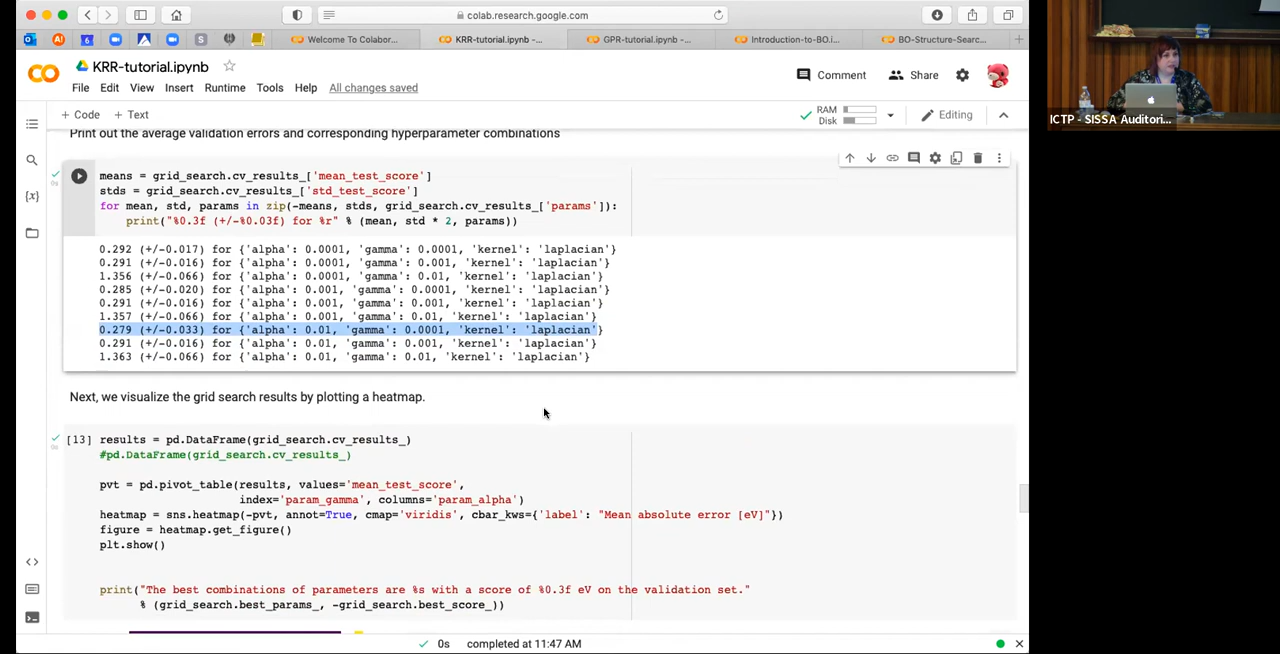 colab.research.google.com
Welcome To Colabor...
KRR-tutorial.ipynb -...
GPR-tutorial.ipynb -...
Introduction-to-BO.i...
BO-Structure-Searc...
KRR-tutorial.ipynb
File Edit View Insert Runtime Tools Help All changes saved
Comment Share
+ Code + Text
RAM
Disk
Editing
Print out the average validation errors and corresponding hyperparameter combinations
means = grid_search.cv_results_['mean_test_score']
stds = grid_search.cv_results_['std_test_score']
for mean, std, params in zip(-means, stds, grid_search.cv_results_['params']):
print("%0.3f (+/-%0.03f) for %r" % (mean, std * 2, params))
0.292 (+/-0.017) for {'alpha': 0.0001, 'gamma': 0.0001, 'kernel': 'laplacian'}
0.291 (+/-0.016) for {'alpha': 0.0001, 'gamma': 0.001, 'kernel': 'laplacian'}
1.356 (+/-0.066) for {'alpha': 0.0001, 'gamma': 0.01, 'kernel': 'laplacian'}
0.285 (+/-0.020) for {'alpha': 0.001, 'gamma': 0.0001, 'kernel': 'laplacian'}
0.291 (+/-0.016) for {'alpha': 0.001, 'gamma': 0.001, 'kernel': 'laplacian'}
1.357 (+/-0.066) for {'alpha': 0.001, 'gamma': 0.01, 'kernel': 'laplacian'}
0.279 (+/-0.033) for {'alpha': 0.01, 'gamma': 0.0001, 'kernel': 'laplacian'}
0.291 (+/-0.016) for {'alpha': 0.01, 'gamma': 0.001, 'kernel': 'laplacian'}
1.363 (+/-0.066) for {'alpha': 0.01, 'gamma': 0.01, 'kernel': 'laplacian'}
Next, we visualize the grid search results by plotting a heatmap.
[13] results = pd.DataFrame(grid_search.cv_results_)
#pd.DataFrame(grid_search.cv_results_)
pvt = pd.pivot_table(results, values='mean_test_score',
index='param_gamma', columns='param_alpha')
heatmap = sns.heatmap(-pvt, annot=True, cmap='viridis', cbar_kws={'label': "Mean absolute error [eV]"})
figure = heatmap.get_figure()
plt.show()
print("The best combinations of parameters are %s with a score of %0.3f eV on the validation set."
% (grid_search.best_params_, -grid_search.best_score_))
0s completed at 11:47 AM
ICTP - SISSA Auditori...